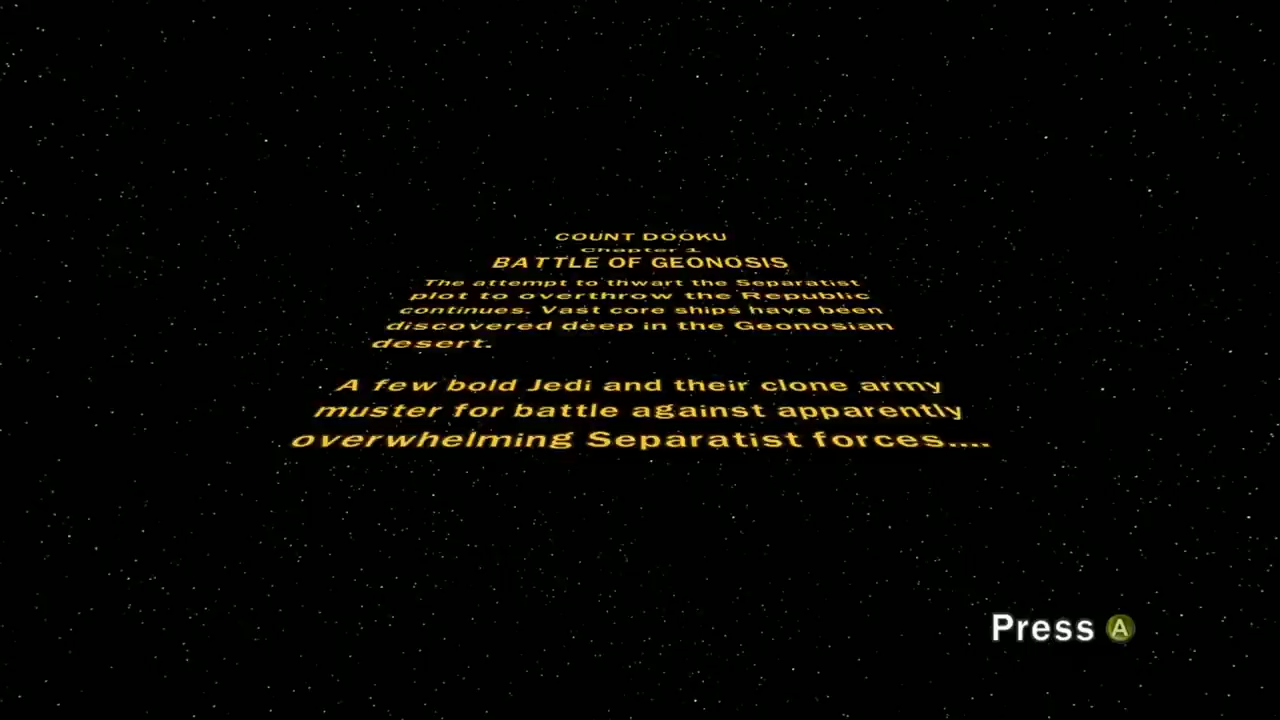 COUNT DOOKU
Chapter 1
BATTLE OF GEONOSIS
The attempt to thwart the Separatist
plot to overthrow the Republic
continues. Vast core ships have been
discovered deep in the Geonosian
desert.
A few bold Jedi and their clone army
muster for battle against apparently
overwhelming Separatist forces....
Press A